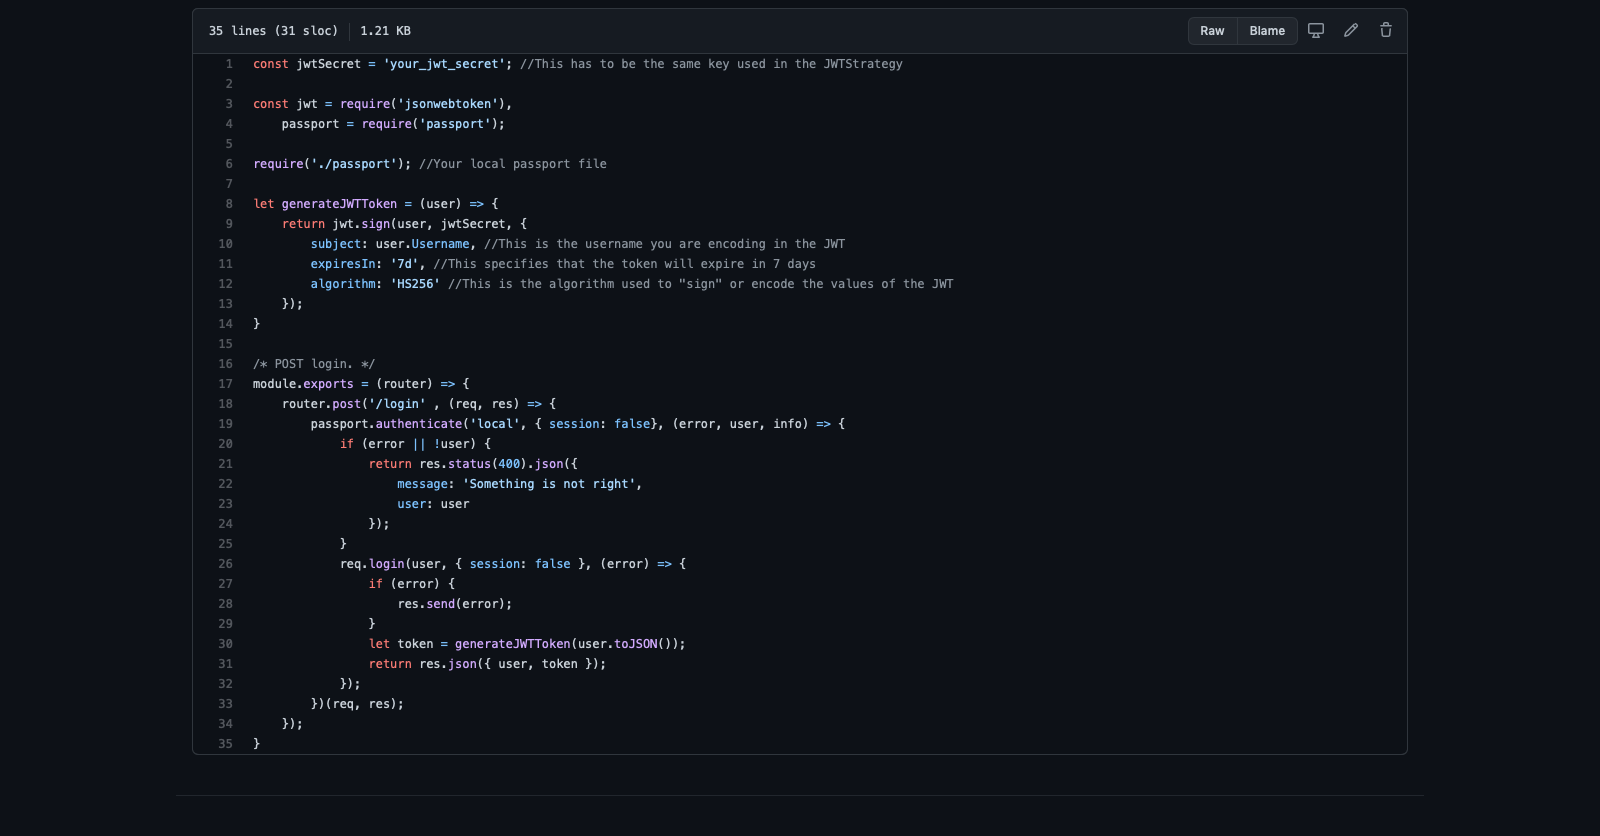 35 lines (31 sloc) 1.21 KB Raw Blame
1 const jwtSecret = 'your_jwt_secret'; //This has to be the same key used in the JWTStrategy
2
3 const jwt = require('jsonwebtoken'),
4     passport = require('passport');
5
6 require('./passport'); //Your local passport file
7
8 let generateJWTToken = (user) => {
9     return jwt.sign(user, jwtSecret, {
10         subject: user.Username, //This is the username you are encoding in the JWT
11         expiresIn: '7d', //This specifies that the token will expire in 7 days
12         algorithm: 'HS256' //This is the algorithm used to "sign" or encode the values of the JWT
13     });
14 }
15
16 /* POST login. */
17 module.exports = (router) => {
18     router.post('/login' , (req, res) => {
19         passport.authenticate('local', { session: false}, (error, user, info) => {
20             if (error || !user) {
21                 return res.status(400).json({
22                     message: 'Something is not right',
23                     user: user
24                 });
25             }
26             req.login(user, { session: false }, (error) => {
27                 if (error) {
28                     res.send(error);
29                 }
30                 let token = generateJWTToken(user.toJSON());
31                 return res.json({ user, token });
32             });
33         })(req, res);
34     });
35 }